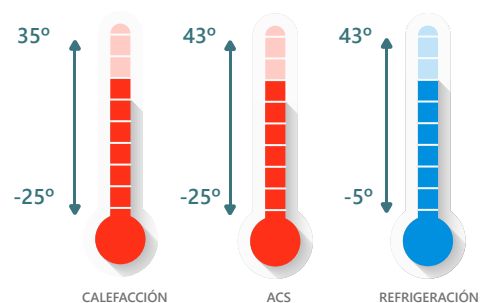 35º 43º 43º
-25º -25º -5º
CALEFACCIÓN ACS REFRIGERACIÓN